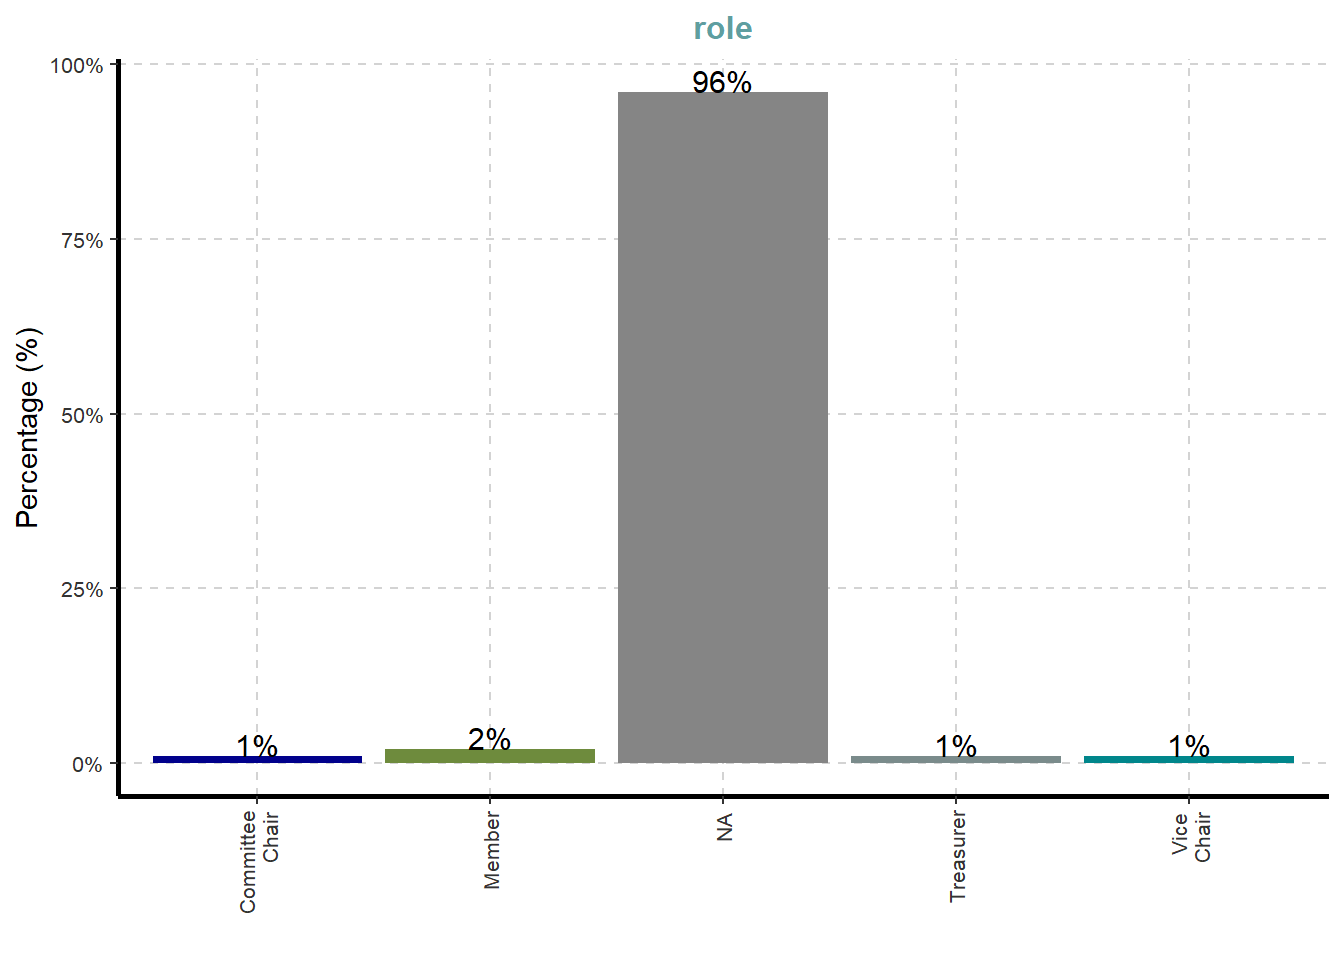 role
100%
75%
50%
25%
0%
Percentage (%)
1%
2%
96%
1%
1%
Committee
Chair
Member
NA
Treasurer
Vice
Chair